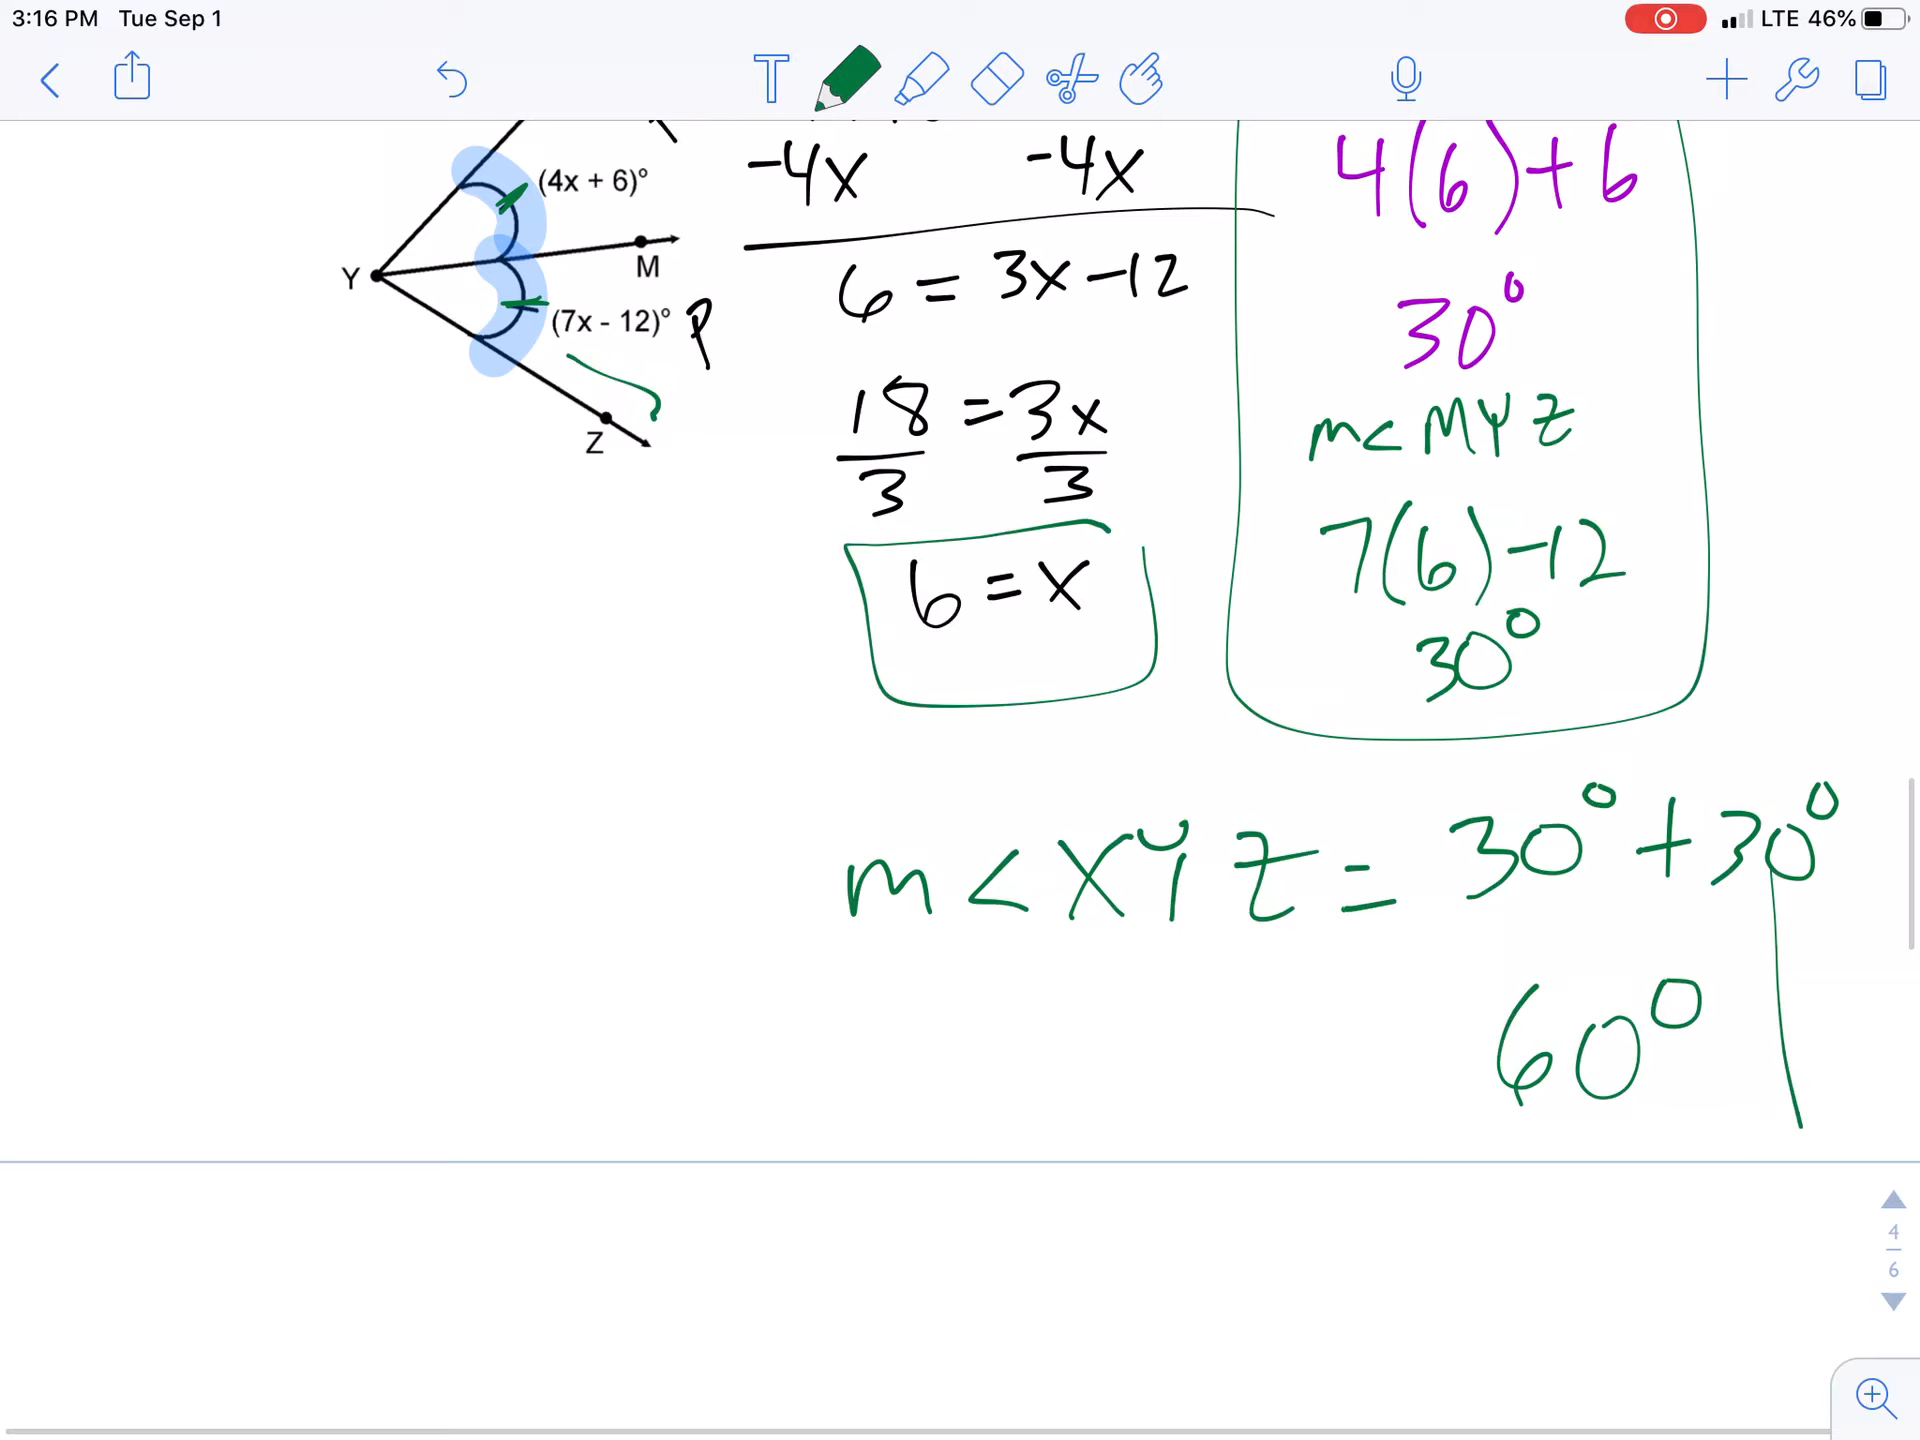 3:16 PM Tue Sep 1
LTE 46%
T
(4x + 6)°
Y
M
(7x - 12)°
Z
-4x -4x
6 = 3x - 12
18 = 3x
3 3
6 = x
4(6) + 6
30°
m< MYZ
7(6) - 12
30°
m < XYZ = 30° + 30°
60°
4
6